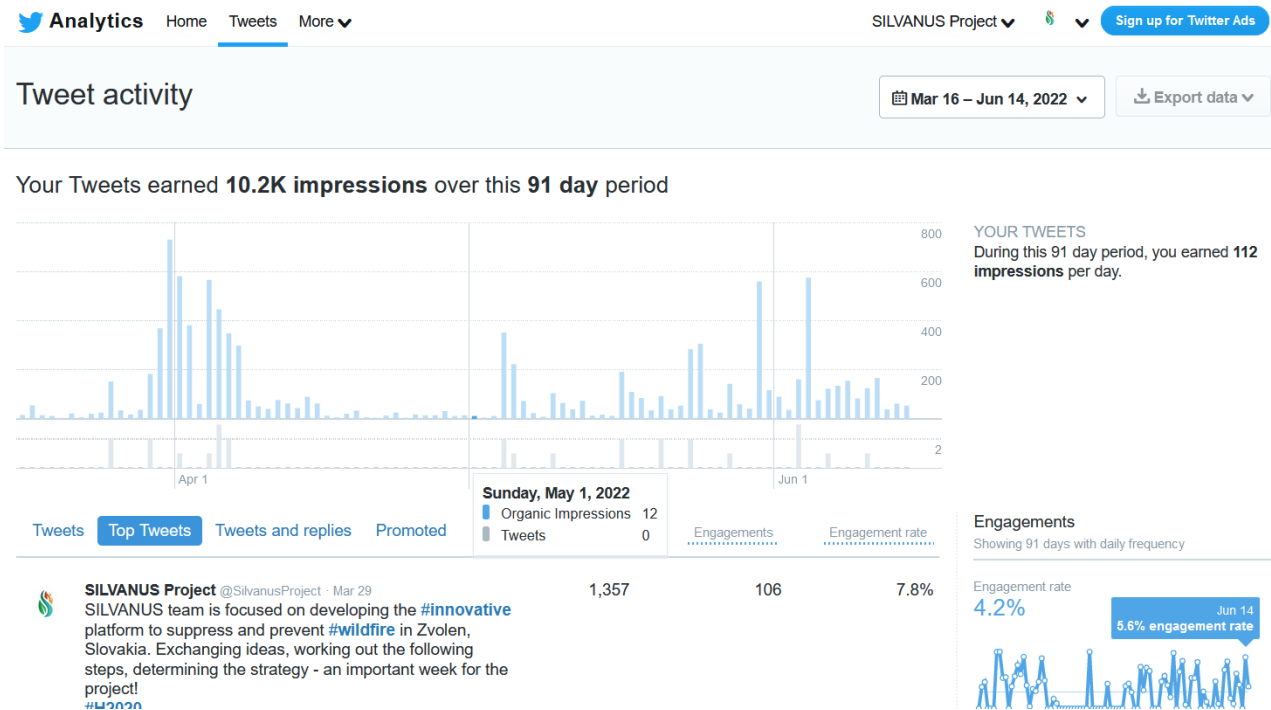 Analytics Home Tweets More SILVANUS Project Sign up for Twitter Ads
Tweet activity
Mar 16 – Jun 14, 2022 Export data
Your Tweets earned 10.2K impressions over this 91 day period
800
600
400
200
2
Apr 1
Jun 1
YOUR TWEETS
During this 91 day period, you earned 112
impressions per day.
Sunday, May 1, 2022
Organic Impressions 12
Tweets 0
Tweets Top Tweets Tweets and replies Promoted Engagements Engagement rate
SILVANUS Project @SilvanusProject · Mar 29 1,357 106 7.8%
SILVANUS team is focused on developing the #innovative
platform to suppress and prevent #wildfire in Zvolen,
Slovakia. Exchanging ideas, working out the following
steps, determining the strategy - an important week for the
project!
#H2020
Engagements
Showing 91 days with daily frequency
Engagement rate
4.2%
Jun 14
5.6% engagement rate